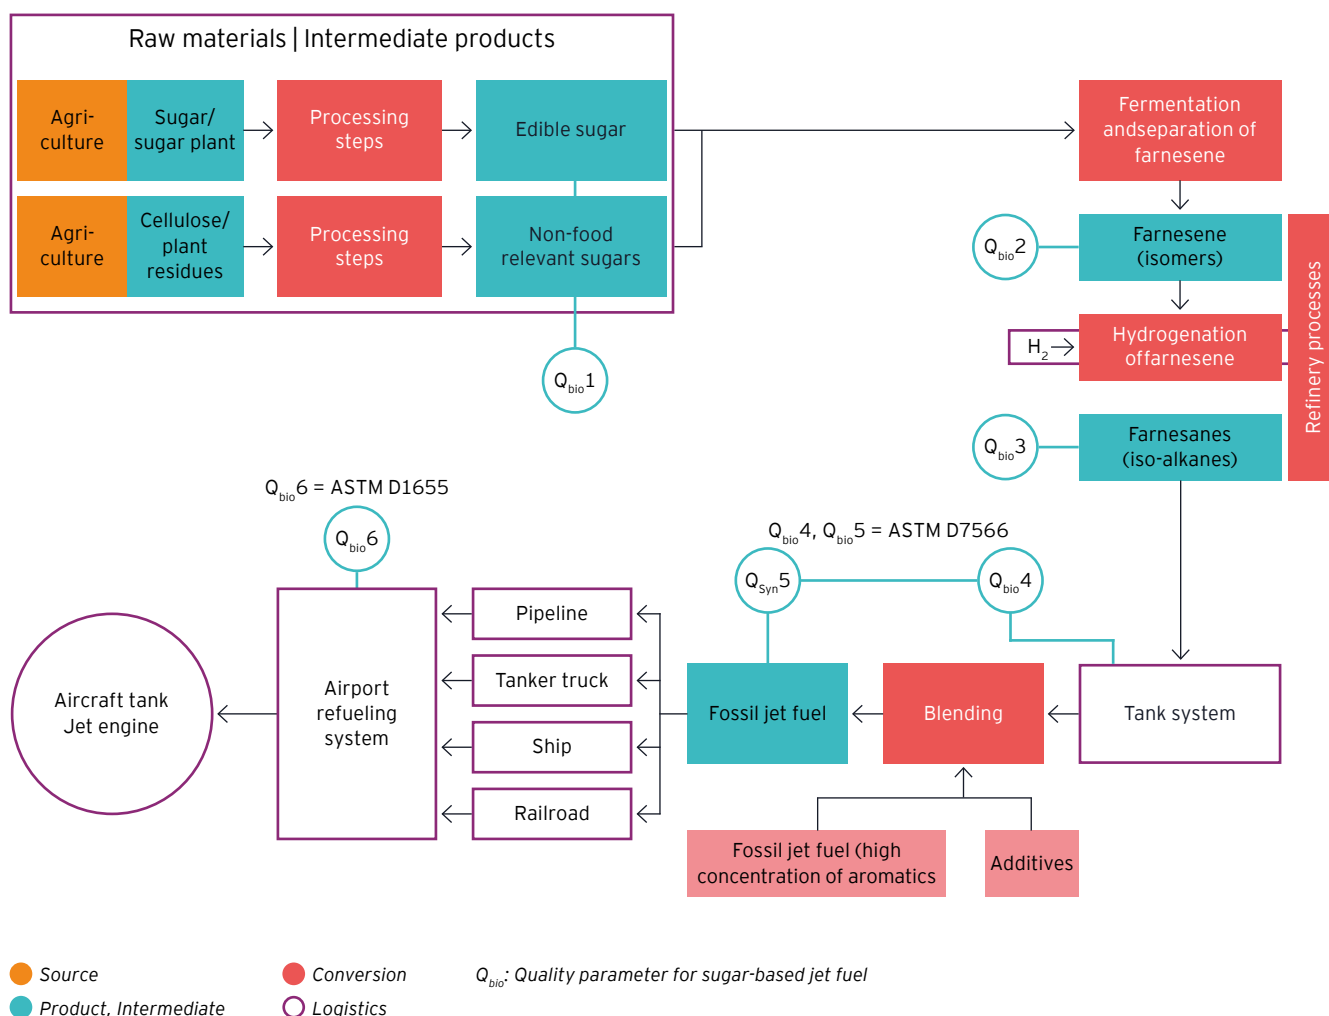 Raw materials | Intermediate products
Agri-
culture
Sugar/
sugar plant
Processing
steps
Edible sugar
Fermentation
andseparation of
farnesene
Agri-
culture
Cellulose/
plant
residues
Processing
steps
Non-food
relevant sugars
Qbio1
Qbio2
Farnesene
(isomers)
H2
Hydrogenation
offarnesene
Refinery processes
Qbio3
Farnesanes
(iso-alkanes)
Qbio6 = ASTM D1655
Qbio6
Qbio4, Qbio5 = ASTM D7566
QSyn5
Qbio4
Aircraft tank
Jet engine
Airport
refueling
system
Pipeline
Tanker truck
Ship
Railroad
Fossil jet fuel
Blending
Tank system
Fossil jet fuel (high
concentration of aromatics
Additives
Source
Conversion
Qbio: Quality parameter for sugar-based jet fuel
Product, Intermediate
Logistics